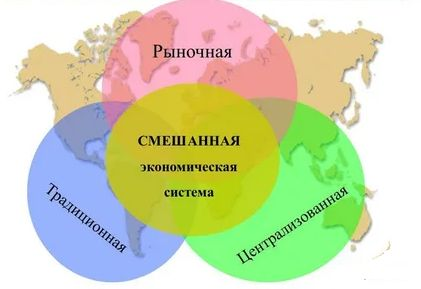 Рыночная
СМЕШАННАЯ
экономическая
система
Традиционная
Централизованная